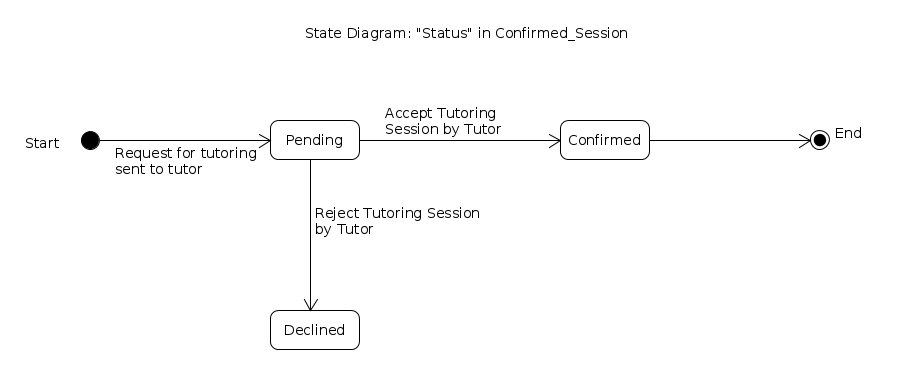 State Diagram: "Status" in Confirmed_Session
Accept Tutoring
Session by Tutor
Start
Pending
Confirmed
End
Request for tutoring
sent to tutor
Reject Tutoring Session
by Tutor
Declined